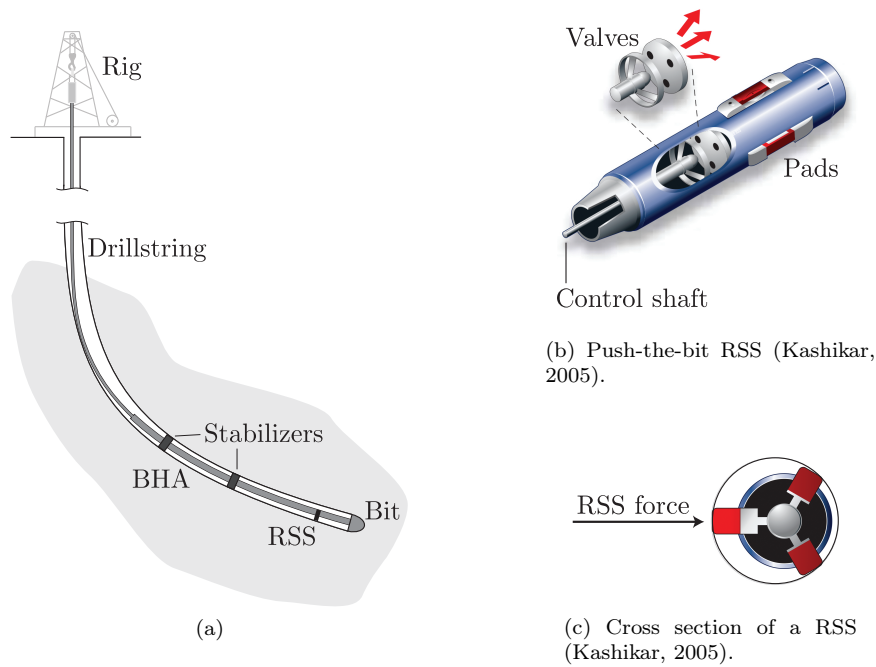 Rig
Drillstring
Stabilizers
BHA
Bit
RSS
(a)
Valves
Pads
Control shaft
(b) Push-the-bit RSS (Kashikar,
2005).
RSS force
(c) Cross section of a RSS
(Kashikar, 2005).